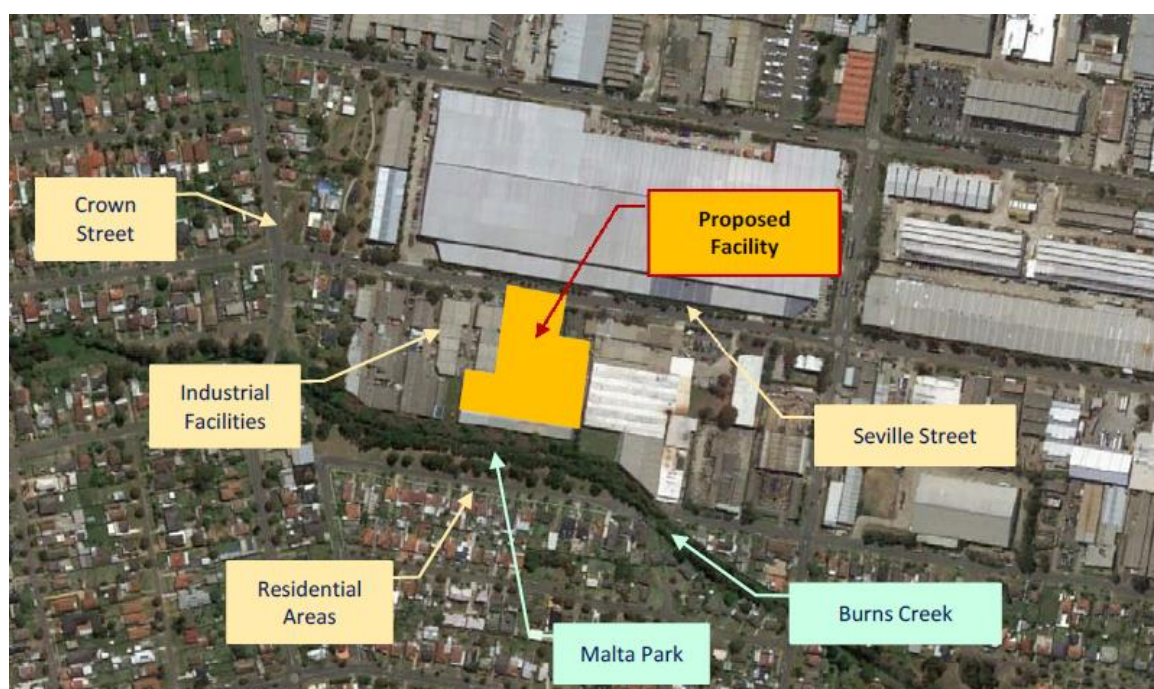 Crown
Street
Proposed
Facility
Industrial
Facilities
Seville Street
Residential
Areas
Burns Creek
Malta Park